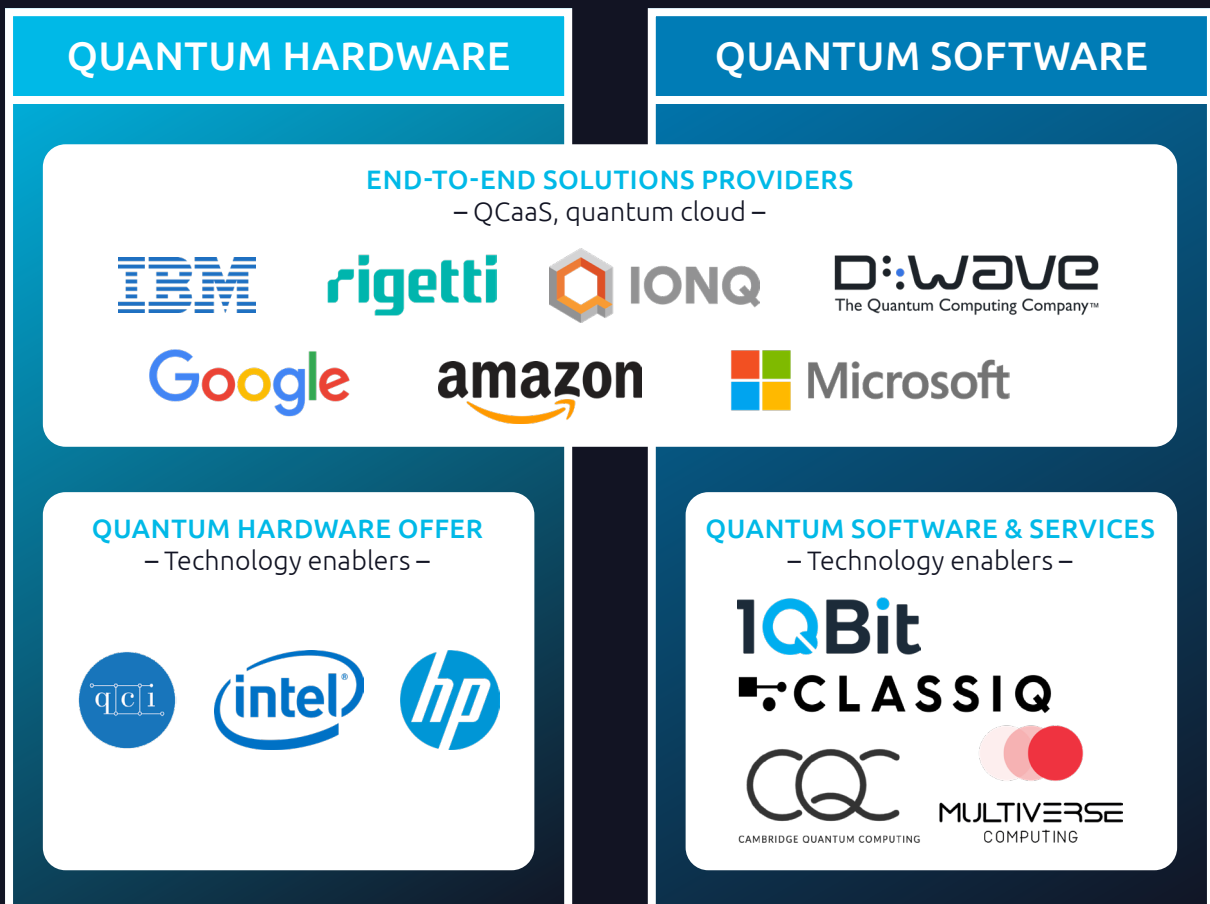 QUANTUM HARDWARE
QUANTUM SOFTWARE
END-TO-END SOLUTIONS PROVIDERS
– QCaaS, quantum cloud –
IBM rigetti IONQ D:wave
The Quantum Computing Company™
Google amazon Microsoft
QUANTUM HARDWARE OFFER
– Technology enablers –
qci intel® hp
QUANTUM SOFTWARE & SERVICES
– Technology enablers –
1QBit
CLASSIQ
CQC
CAMBRIDGE QUANTUM COMPUTING
MULTIVERSE
COMPUTING